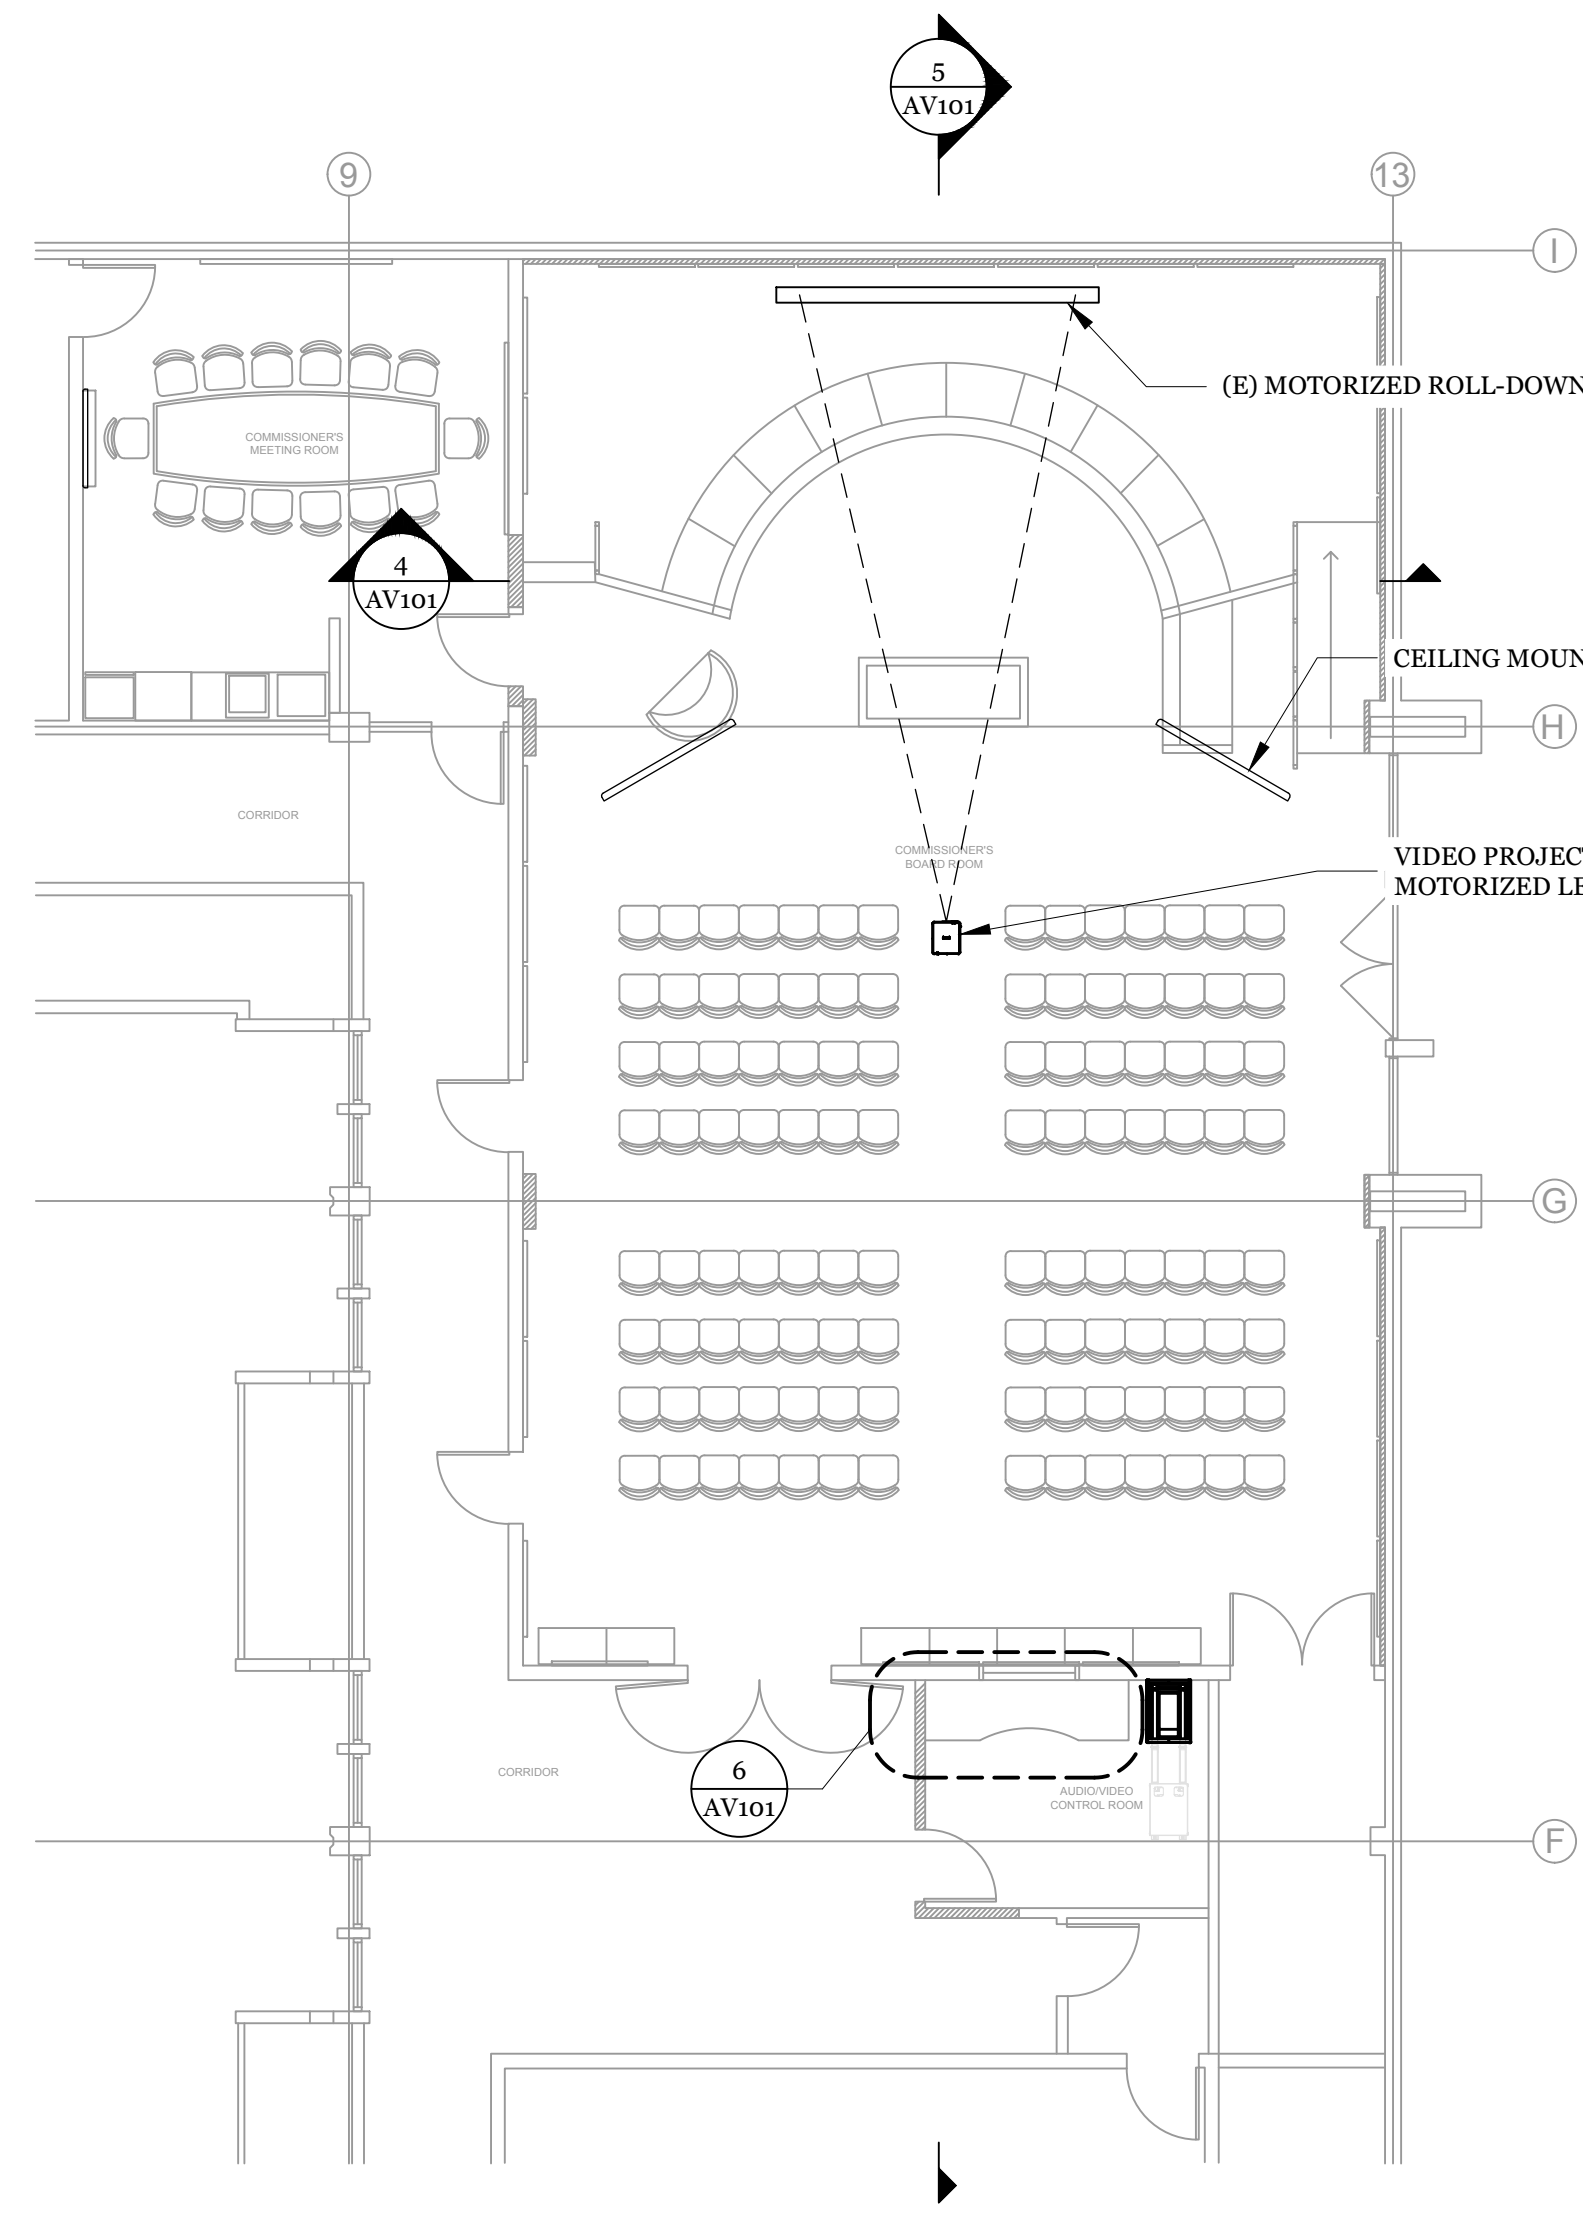 5
AV101
9
13
I
(E) MOTORIZED ROLL-DOWN
COMMISSIONER'S
MEETING ROOM
4
AV101
CEILING MOUN
H
CORRIDOR
COMMISSIONER'S
BOARD ROOM
VIDEO PROJEC
MOTORIZED LE
G
6
AV101
CORRIDOR
AUDIO/VIDEO
CONTROL ROOM
F